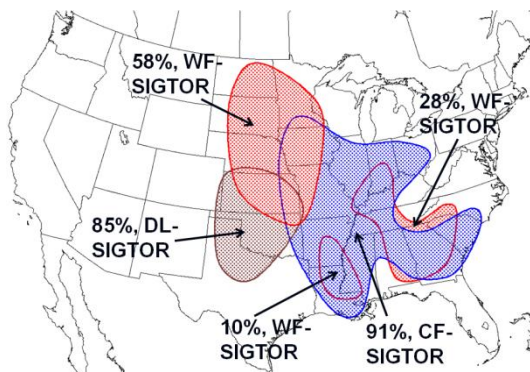 58%, WF-
SIGTOR
28%, WF-
SIGTOR
85%, DL-
SIGTOR
10%, WF-
SIGTOR
91%, CF-
SIGTOR